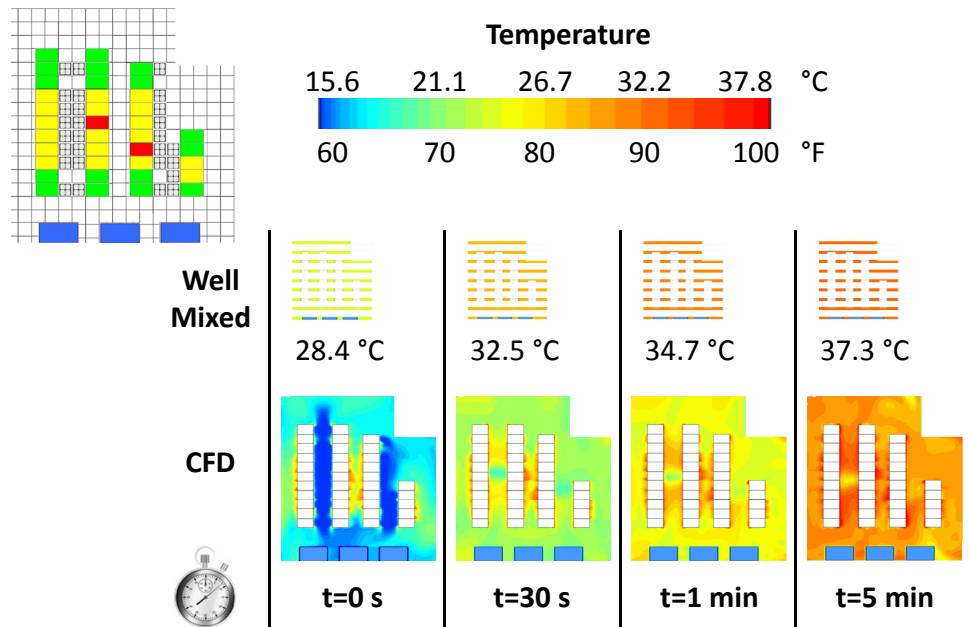 Temperature
15.6 21.1 26.7 32.2 37.8 °C
60 70 80 90 100 °F
Well
Mixed
28.4 °C 32.5 °C 34.7 °C 37.3 °C
CFD
t=0 s t=30 s t=1 min t=5 min